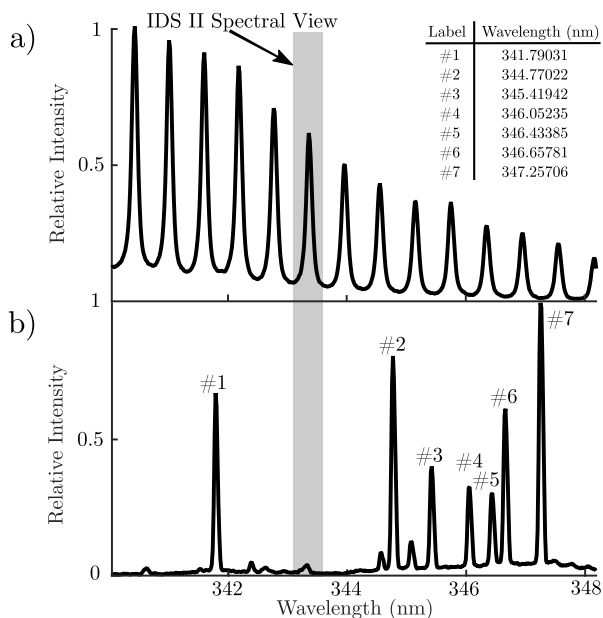 a)
IDS II Spectral View
Label Wavelength (nm)
#1 341.79031
#2 344.77022
#3 345.41942
#4 346.05235
#5 346.43385
#6 346.65781
#7 347.25706
1
0.5
Relative Intensity
b)
1
0.5
0
Relative Intensity
#1
#2
#3
#4
#5
#6
#7
342 344 346 348
Wavelength (nm)